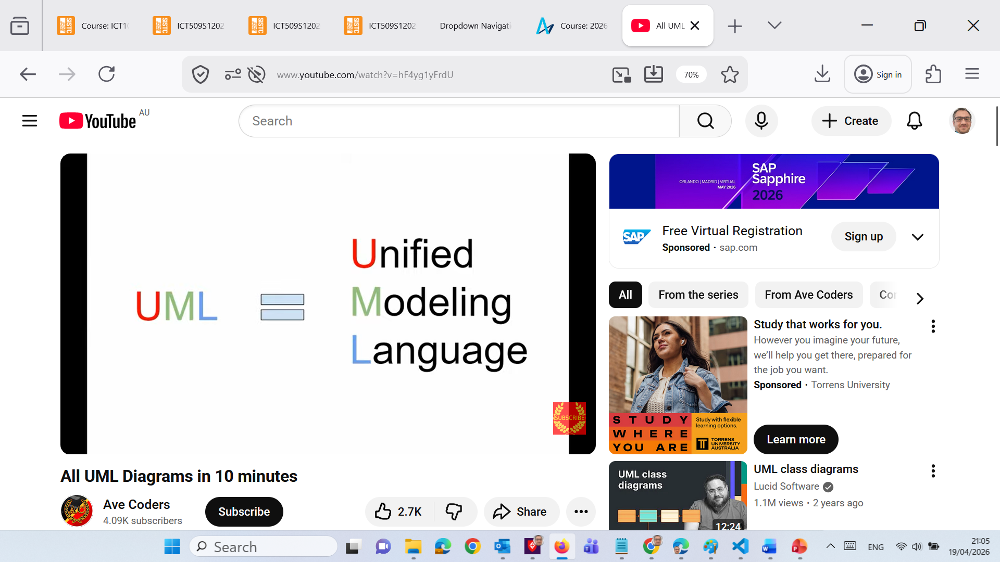 Course: ICT10
ICT509S1202
ICT509S1202
ICT509S1202
Dropdown Navigati
Course: 2026
All UML
www.youtube.com/watch?v=hF4yg1yFrdU
70%
Sign in
YouTube AU
Search
Create
UML
Unified
Modeling
Language
SUBSCRIBE
All UML Diagrams in 10 minutes
Ave Coders
4.09K subscribers
Subscribe
2.7K
Share
ORLANDO | MADRID | VIRTUAL
MAY 2026
SAP
Sapphire
2026
SAP
Free Virtual Registration
Sponsored · sap.com
Sign up
All
From the series
From Ave Coders
Cor
STUDY
WHERE
YOU ARE
Study with flexible
learning options.
TORRENS
UNIVERSITY
AUSTRALIA
Study that works for you.
However you imagine your future,
we'll help you get there, prepared for
the job you want.
Sponsored · Torrens University
Learn more
UML class
diagrams
12:24
UML class diagrams
Lucid Software
1.1M views · 2 years ago
Search
ENG
21:05
19/04/2026